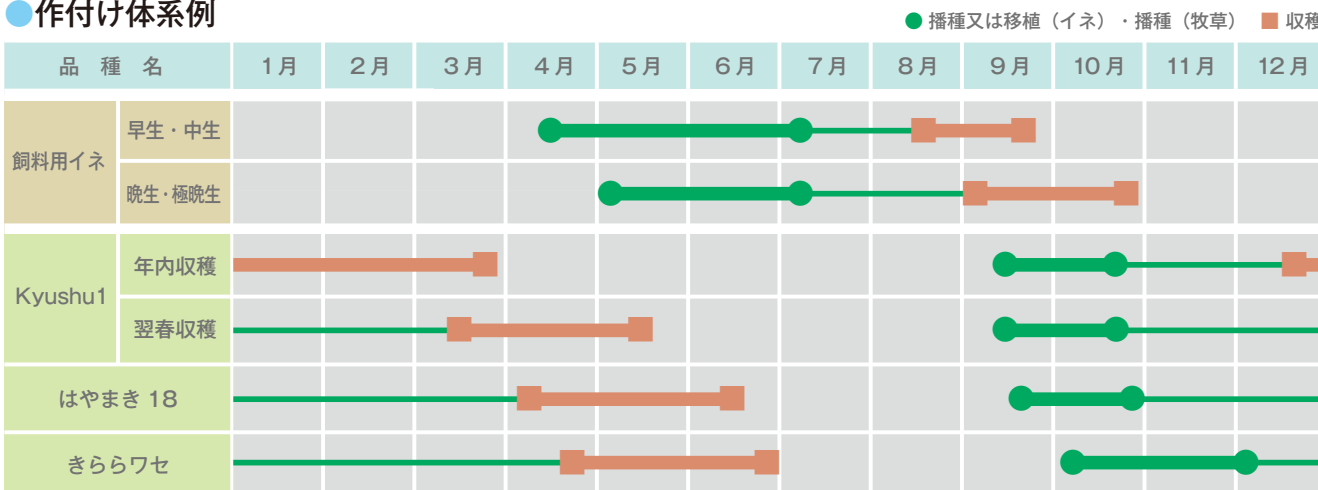 ●作付け体系例
● 播種又は移植（イネ）・播種（牧草） ■ 収穫
品 種 名 1月 2月 3月 4月 5月 6月 7月 8月 9月 10月 11月 12月
飼料用イネ
早生・中生
晩生・極晩生
Kyushu1
年内収穫
翌春収穫
はやまき 18
きららワセ